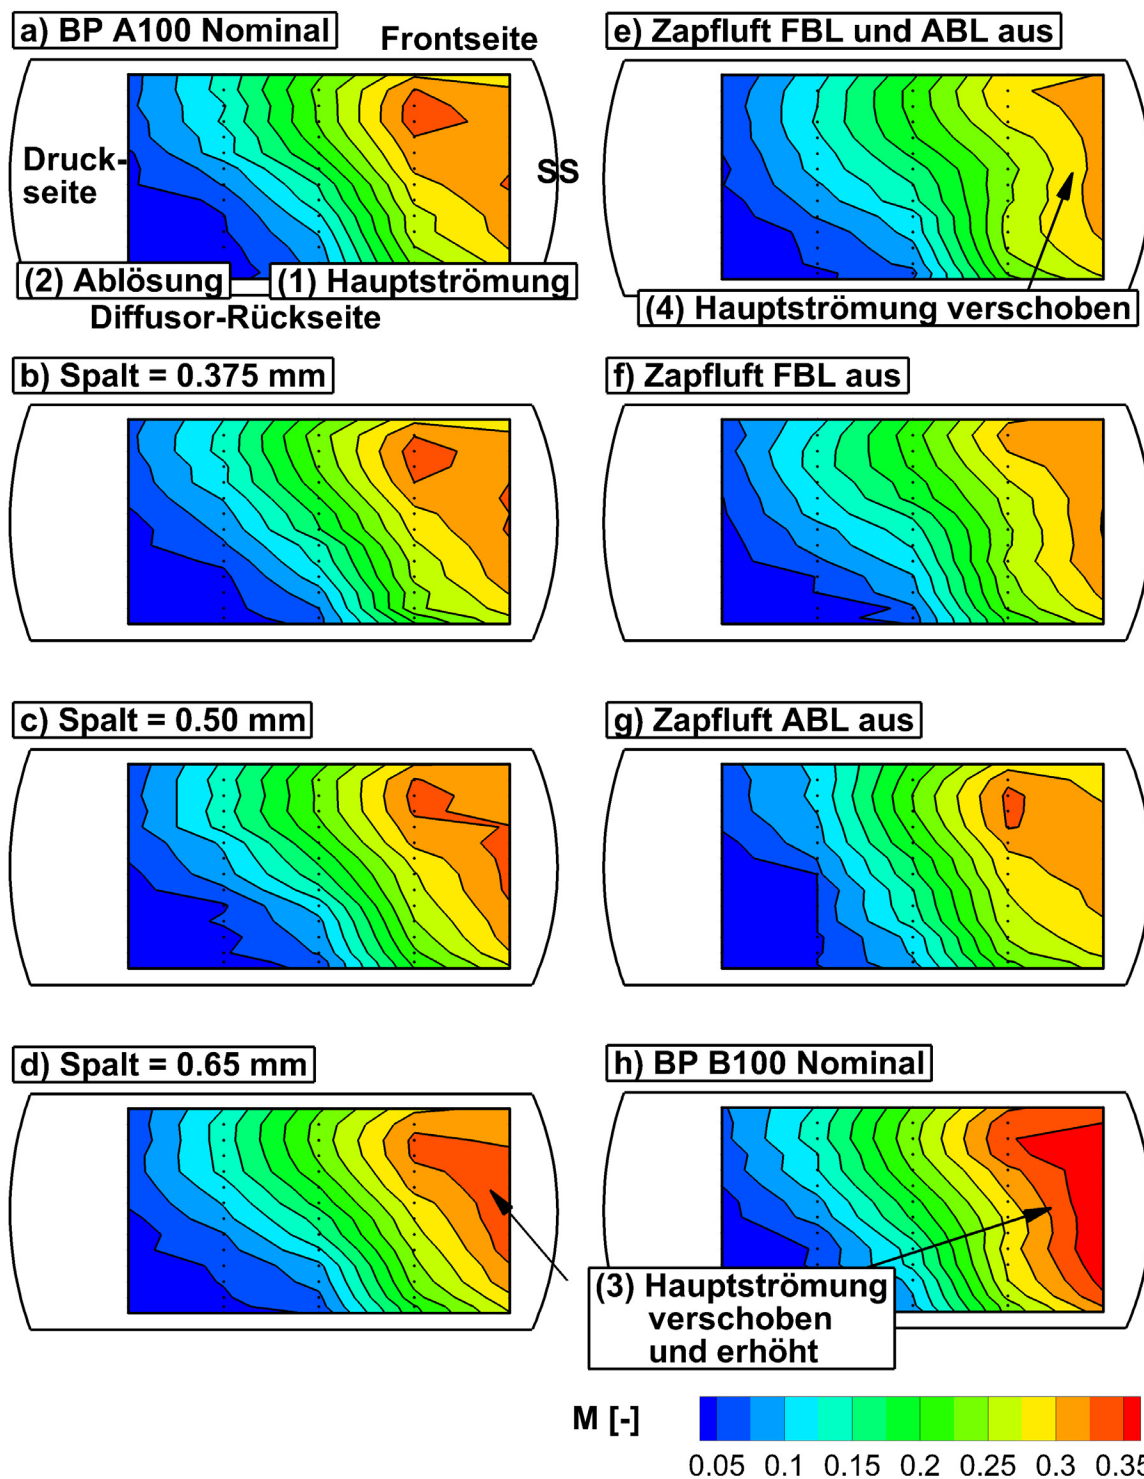 a) BP A100 Nominal
Frontseite
Druck-
seite
SS
(2) Ablösung
(1) Hauptströmung
Diffusor-Rückseite
e) Zapfluft FBL und ABL aus
(4) Hauptströmung verschoben
b) Spalt = 0.375 mm
f) Zapfluft FBL aus
c) Spalt = 0.50 mm
g) Zapfluft ABL aus
d) Spalt = 0.65 mm
h) BP B100 Nominal
(3) Hauptströmung
verschoben
und erhöht
M [-]
0.05 0.1 0.15 0.2 0.25 0.3 0.35